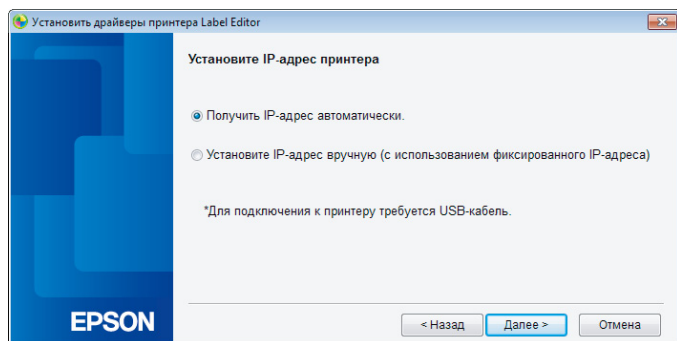 Установить драйверы принтера Label Editor
Установите IP-адрес принтера
Получить IP-адрес автоматически.
Установите IP-адрес вручную (с использованием фиксированного IP-адреса)
*Для подключения к принтеру требуется USB-кабель.
EPSON
< Назад
Далее >
Отмена